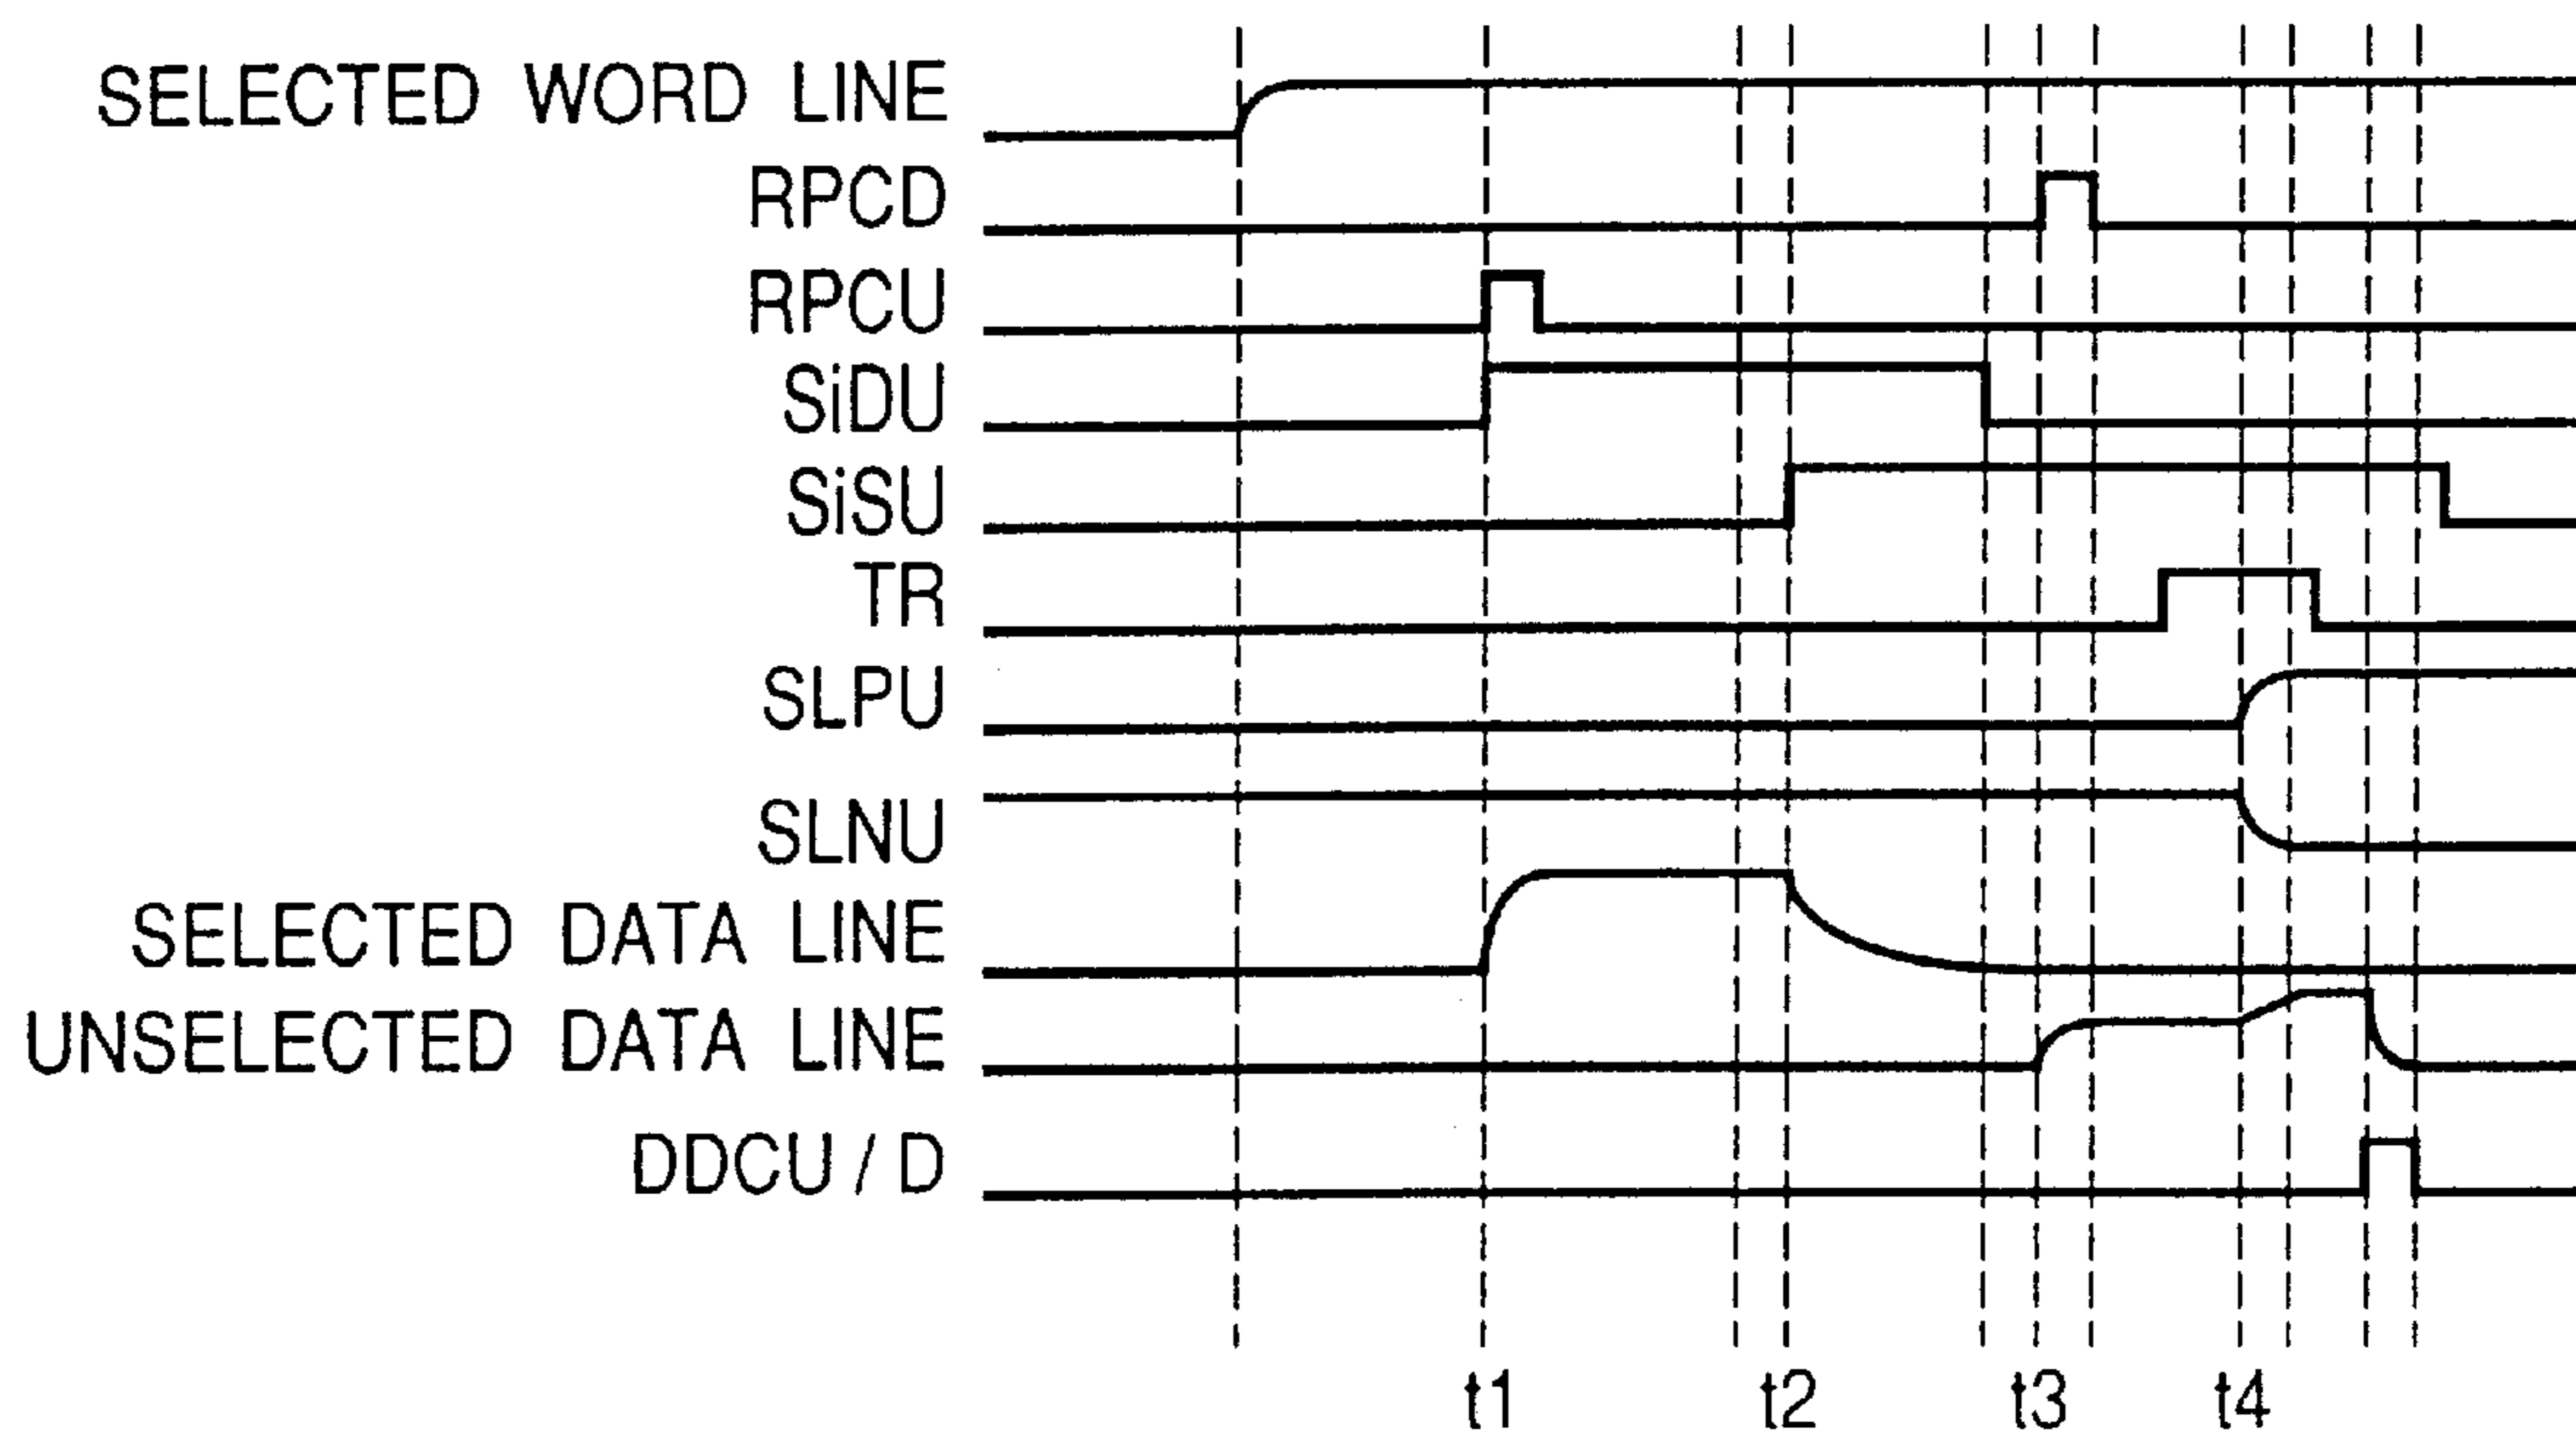 SELECTED WORD LINE
RPCD
RPCU
SiDU
SiSU
TR
SLPU
SLNU
SELECTED DATA LINE
UNSELECTED DATA LINE
DDCU / D
t1 t2 t3 t4